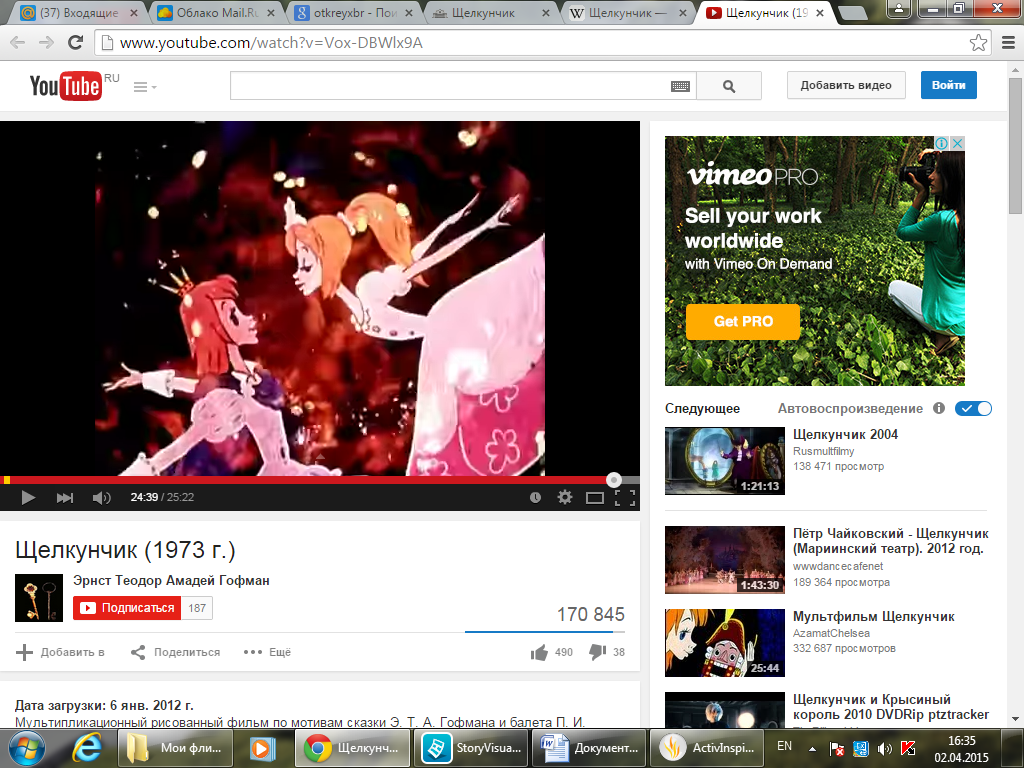 (37) Входящие
Облако Mail.Ru
otkreyxbr - Пои
Щелкунчик
Щелкунчик —
Щелкунчик (19
www.youtube.com/watch?v=Vox-DBWlx9A
YouTube RU
Добавить видео
Войти
24:39 / 25:22
Щелкунчик (1973 г.)
Эрнст Теодор Амадей Гофман
Подписаться 187
170 845
Добавить в Поделиться Ещё 490 38
Дата загрузки: 6 янв. 2012 г.
Мультипликационный рисованный фильм по мотивам сказки Э. Т. А. Гофмана и балета П. И.
vimeo PRO
Sell your work
worldwide
with Vimeo On Demand
Get PRO
Следующее Автовоспроизведение
Щелкунчик 2004
Rusmultfilmy
138 471 просмотр
1:21:13
Пётр Чайковский - Щелкунчик
(Мариинский театр). 2012 год.
wwwdancecafenet
189 364 просмотра
1:43:30
Мультфильм Щелкунчик
AzamatChelsea
332 687 просмотров
25:44
Щелкунчик и Крысиный
король 2010 DVDRip ptztracker
Мои фли...
Щелкунч...
StoryVisua...
Документ...
ActivInspi...
EN
16:35
02.04.2015